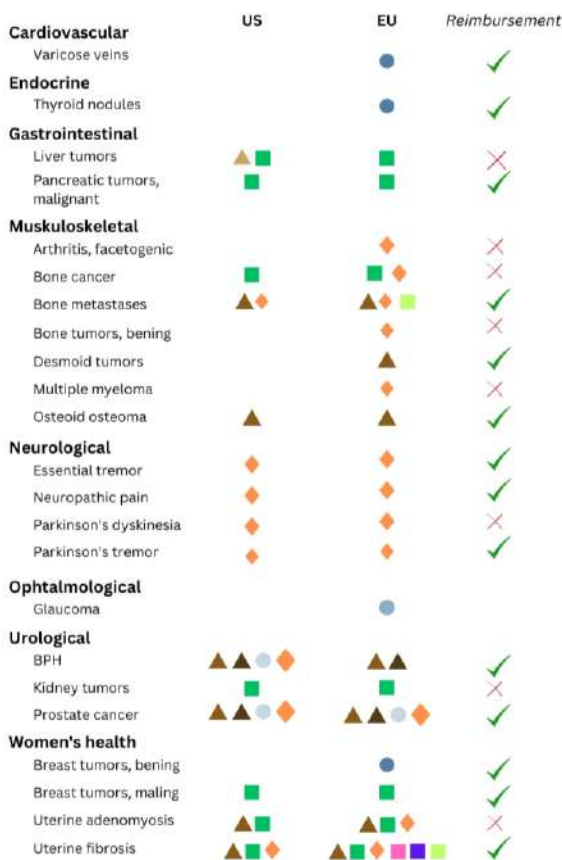 US EU Reimbursement
Cardiovascular
Varicose veins
Endocrine
Thyroid nodules
Gastrointestinal
Liver tumors
Pancreatic tumors,
malignant
Muskuloskeletal
Arthritis, facetogenic
Bone cancer
Bone metastases
Bone tumors, bening
Desmoid tumors
Multiple myeloma
Osteoid osteoma
Neurological
Essential tremor
Neuropathic pain
Parkinson's dyskinesia
Parkinson's tremor
Ophtalmological
Glaucoma
Urological
BPH
Kidney tumors
Prostate cancer
Women's health
Breast tumors, bening
Breast tumors, maling
Uterine adenomyosis
Uterine fibrosis